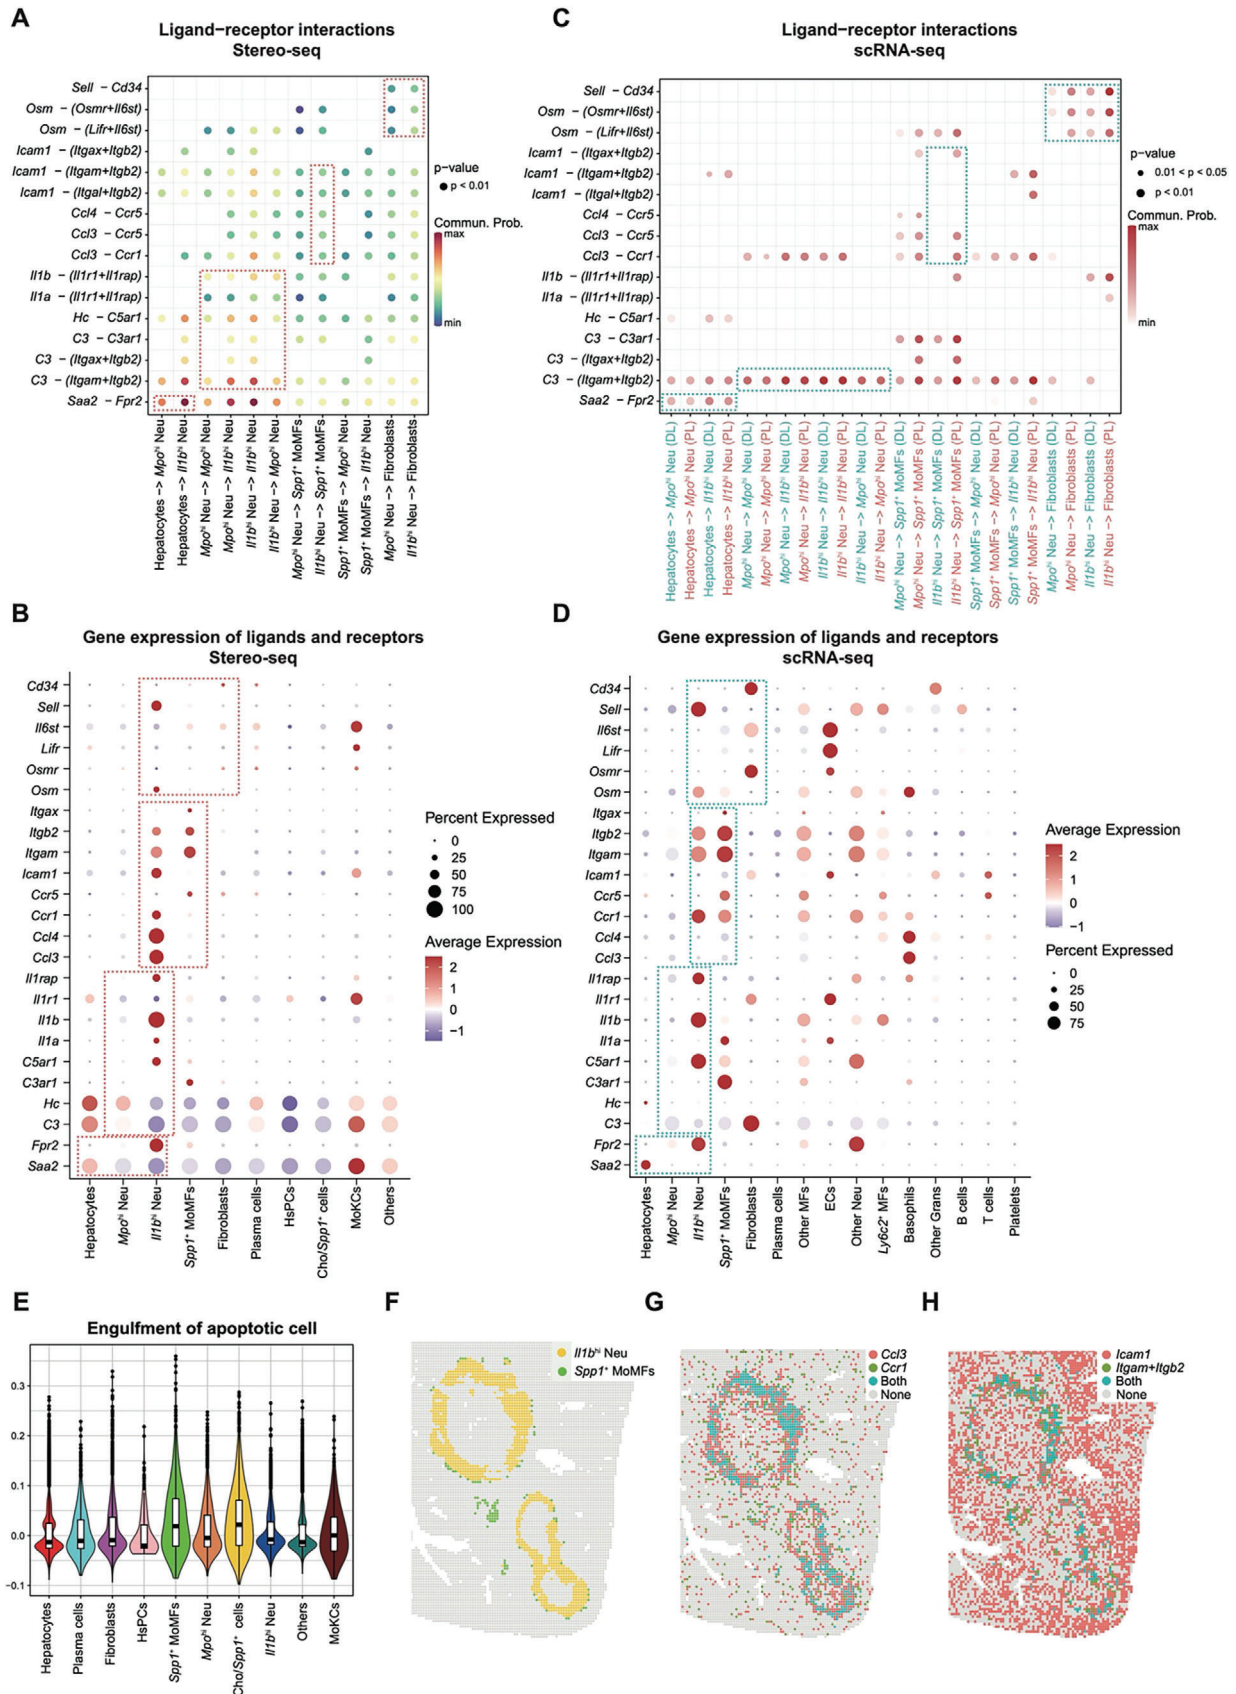 A
Ligand–receptor interactions
Stereo-seq
Sell – Cd34
Osm – (Osmr+Il6st)
Osm – (Lifr+Il6st)
Icam1 – (Itgax+Itgb2)
Icam1 – (Itgam+Itgb2)
Icam1 – (Itgal+Itgb2)
Ccl4 – Ccr5
Ccl3 – Ccr5
Ccl3 – Ccr1
Il1b – (Il1r1+Il1rap)
Il1a – (Il1r1+Il1rap)
Hc – C5ar1
C3 – C3ar1
C3 – (Itgax+Itgb2)
C3 – (Itgam+Itgb2)
Saa2 – Fpr2
p-value
p < 0.01
Commun. Prob.
max
min
Hepatocytes –> Mpoʰⁱ Neu
Hepatocytes –> Il1bʰⁱ Neu
Mpoʰⁱ Neu –> Mpoʰⁱ Neu
Mpoʰⁱ Neu –> Il1bʰⁱ Neu
Il1bʰⁱ Neu –> Il1bʰⁱ Neu
Il1bʰⁱ Neu –> Mpoʰⁱ Neu
Mpoʰⁱ Neu –> Spp1⁺ MoMFs
Il1bʰⁱ Neu –> Spp1⁺ MoMFs
Spp1⁺ MoMFs –> Mpoʰⁱ Neu
Spp1⁺ MoMFs –> Il1bʰⁱ Neu
Mpoʰⁱ Neu –> Fibroblasts
Il1bʰⁱ Neu –> Fibroblasts
C
Ligand–receptor interactions
scRNA-seq
Sell – Cd34
Osm – (Osmr+Il6st)
Osm – (Lifr+Il6st)
Icam1 – (Itgax+Itgb2)
Icam1 – (Itgam+Itgb2)
Icam1 – (Itgal+Itgb2)
Ccl4 – Ccr5
Ccl3 – Ccr5
Ccl3 – Ccr1
Il1b – (Il1r1+Il1rap)
Il1a – (Il1r1+Il1rap)
Hc – C5ar1
C3 – C3ar1
C3 – (Itgax+Itgb2)
C3 – (Itgam+Itgb2)
Saa2 – Fpr2
p-value
0.01 < p < 0.05
p < 0.01
Commun. Prob.
max
min
Hepatocytes –> Mpoʰⁱ Neu (DL)
Hepatocytes –> Mpoʰⁱ Neu (PL)
Hepatocytes –> Il1bʰⁱ Neu (DL)
Hepatocytes –> Il1bʰⁱ Neu (PL)
Mpoʰⁱ Neu –> Mpoʰⁱ Neu (DL)
Mpoʰⁱ Neu –> Mpoʰⁱ Neu (PL)
Mpoʰⁱ Neu –> Il1bʰⁱ Neu (DL)
Mpoʰⁱ Neu –> Il1bʰⁱ Neu (PL)
Il1bʰⁱ Neu –> Il1bʰⁱ Neu (DL)
Il1bʰⁱ Neu –> Il1bʰⁱ Neu (PL)
Il1bʰⁱ Neu –> Mpoʰⁱ Neu (DL)
Il1bʰⁱ Neu –> Mpoʰⁱ Neu (PL)
Mpoʰⁱ Neu –> Spp1⁺ MoMFs (DL)
Mpoʰⁱ Neu –> Spp1⁺ MoMFs (PL)
Il1bʰⁱ Neu –> Spp1⁺ MoMFs (DL)
Il1bʰⁱ Neu –> Spp1⁺ MoMFs (PL)
Spp1⁺ MoMFs –> Mpoʰⁱ Neu (DL)
Spp1⁺ MoMFs –> Mpoʰⁱ Neu (PL)
Spp1⁺ MoMFs –> Il1bʰⁱ Neu (DL)
Spp1⁺ MoMFs –> Il1bʰⁱ Neu (PL)
Mpoʰⁱ Neu –> Fibroblasts (DL)
Mpoʰⁱ Neu –> Fibroblasts (PL)
Il1bʰⁱ Neu –> Fibroblasts (DL)
Il1bʰⁱ Neu –> Fibroblasts (PL)
B
Gene expression of ligands and receptors
Stereo-seq
Cd34
Sell
Il6st
Lifr
Osmr
Osm
Itgax
Itgb2
Itgam
Icam1
Ccr5
Ccr1
Ccl4
Ccl3
Il1rap
Il1r1
Il1b
Il1a
C5ar1
C3ar1
Hc
C3
Fpr2
Saa2
Percent Expressed
0
25
50
75
100
Average Expression
2
1
0
−1
Hepatocytes
Mpoʰⁱ Neu
Il1bʰⁱ Neu
Spp1⁺ MoMFs
Fibroblasts
Plasma cells
HsPCs
Cho/Spp1⁺ cells
MoKCs
Others
D
Gene expression of ligands and receptors
scRNA-seq
Cd34
Sell
Il6st
Lifr
Osmr
Osm
Itgax
Itgb2
Itgam
Icam1
Ccr5
Ccr1
Ccl4
Ccl3
Il1rap
Il1r1
Il1b
Il1a
C5ar1
C3ar1
Hc
C3
Fpr2
Saa2
Average Expression
2
1
0
−1
Percent Expressed
0
25
50
75
Hepatocytes
Mpoʰⁱ Neu
Il1bʰⁱ Neu
Spp1⁺ MoMFs
Fibroblasts
Plasma cells
Other MFs
ECs
Other Neu
Ly6c2⁺ MFs
Basophils
Other Grans
B cells
T cells
Platelets
E
Engulfment of apoptotic cell
0.3
0.2
0.1
0.0
−0.1
Hepatocytes
Plasma cells
Fibroblasts
HsPCs
Spp1⁺ MoMFs
Mpoʰⁱ Neu
Cho/Spp1⁺ cells
Il1bʰⁱ Neu
Others
MoKCs
F
Il1bʰⁱ Neu
Spp1⁺ MoMFs
G
Ccl3
Ccr1
Both
None
H
Icam1
Itgam+Itgb2
Both
None